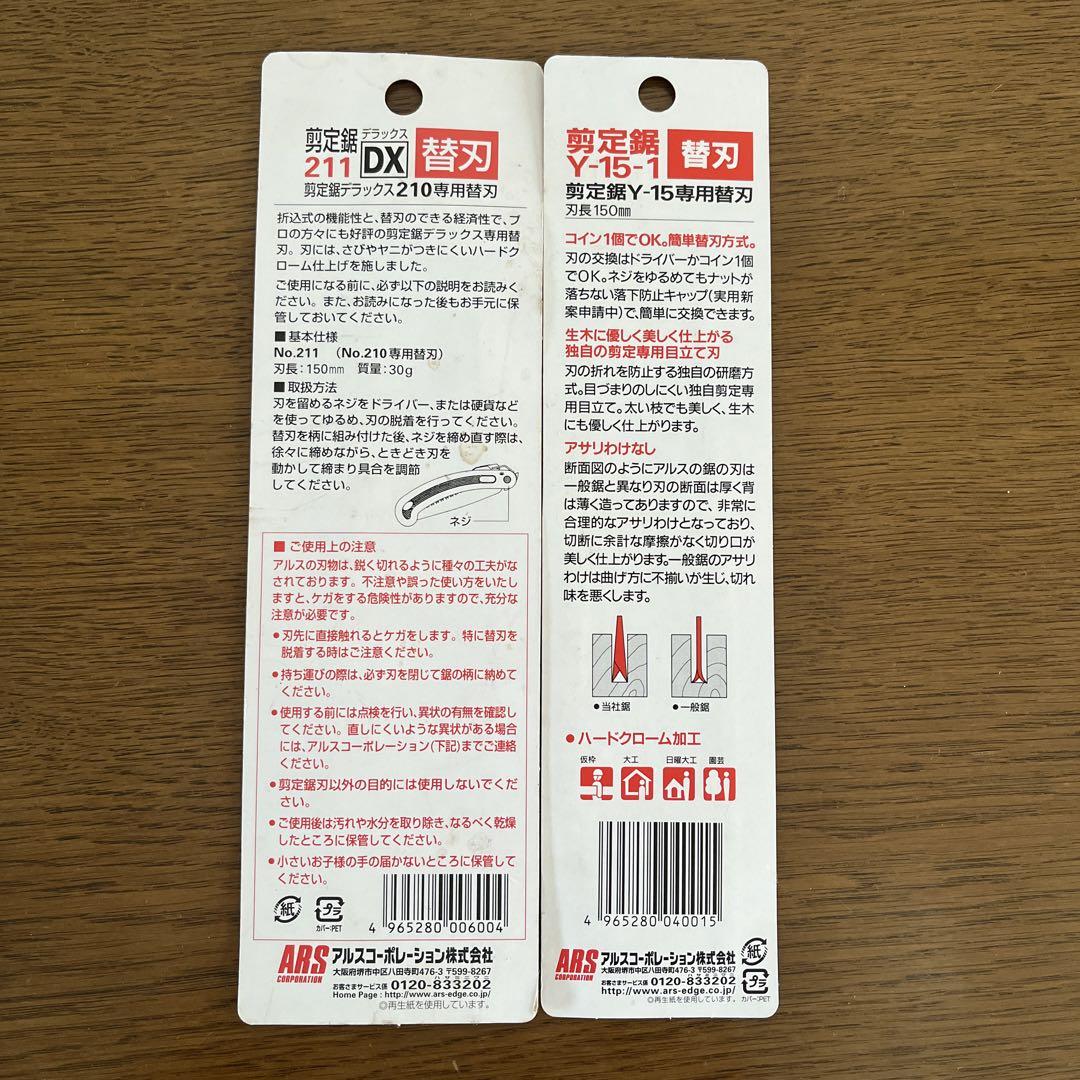 剪定鋸
デラックス
211 DX 替刃
剪定鋸デラックス210専用替刃
折込式の機能性と、替刃のできる経済性で、プ
ロの方々にも好評の剪定鋸デラックス専用替
刃。刃には、さびやヤニがつきにくいハードク
ローム仕上げを施しました。
ご使用になる前に、必ず以下の説明をお読みく
ださい。また、お読みになった後もお手元に保
管しておいてください。
■基本仕様
No.211 (No.210専用替刃)
刃長:150mm 質量:30g
■取扱方法
刃を留めるネジをドライバー、または硬貨など
を使ってゆるめ、刃の脱着を行ってください。
替刃を柄に組み付けた後、ネジを締め直す際は、
徐々に締めながら、ときどき刃を
動かして締まり具合を調節
してください。
ネジ
■ご使用上の注意
アルスの刃物は、鋭く切れるように種々の工夫がな
されております。不注意や誤った使い方をいたし
ますと、ケガをする危険性がありますので、充分な
注意が必要です。
●刃先に直接触れるとケガをします。特に替刃を
脱着する時はご注意ください。
●持ち運びの際は、必ず刃を閉じて鋸の柄に納めて
ください。
●使用する前には点検を行い、異状の有無を確認し
てください。直しにくいような異状がある場合
には、アルスコーポレーション(下記)までご連絡
ください。
●剪定鋸刃以外の目的には使用しないでくだ
さい。
●ご使用後は汚れや水分を取り除き、なるべく乾燥
したところに保管してください。
●小さいお子様の手の届かないところに保管して
ください。
紙 プラ
カバー:PET
4 965280 006004
ARS アルスコーポレーション株式会社
CORPORATION 大阪府堺市中区八田寺町476-3 〒599-8267
お客さまサービス係 0120-833202
Home Page : http://www.ars-edge.co.jp/
◎再生紙を使用しています。
剪定鋸
Y-15-1 替刃
剪定鋸Y-15専用替刃
刃長150mm
コイン1個でOK。簡単替刃方式。
刃の交換はドライバーかコイン1個
でOK。ネジをゆるめてもナットが
落ちない落下防止キャップ(実用新
案申請中)で、簡単に交換できます。
生木に優しく美しく仕上がる
独自の剪定専用目立て刃
刃の折れを防止する独自の研磨方
式。目づまりのしにくい独自剪定専
用目立て。太い枝でも美しく、生木
にも優しく仕上がります。
アサリわけなし
断面図のようにアルスの鋸の刃は
一般鋸と異なり刃の断面は厚く背
は薄く造ってありますので、非常に
合理的なアサリわけとなっており、
切断に余計な摩擦がなく切り口が
美しく仕上がります。一般鋸のアサリ
わけは曲げ方に不揃いが生じ、切れ
味を悪くします。
●当社鋸 ●一般鋸
●ハードクローム加工
仮枠 大工 日曜大工 園芸
4 965280 040015
ARS アルスコーポレーション株式会社
CORPORATION 大阪府堺市中区八田寺町476-3 〒599-8267
ハサミマニ
お客さまサービス係 0120-833202
http://www.ars-edge.co.jp/
◎再生紙を使用しています。
紙
プラ
カバー:PET